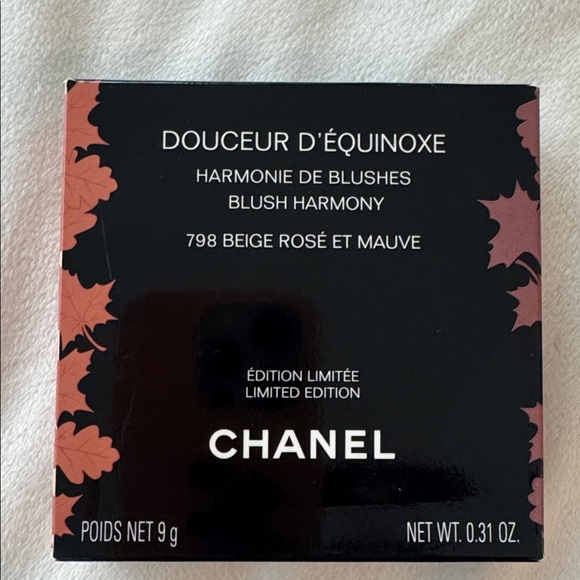 DOUCEUR D'ÉQUINOXE
HARMONIE DE BLUSHES
BLUSH HARMONY
798 BEIGE ROSÉ ET MAUVE
ÉDITION LIMITÉE
LIMITED EDITION
CHANEL
POIDS NET 9 g
NET WT. 0.31 OZ.